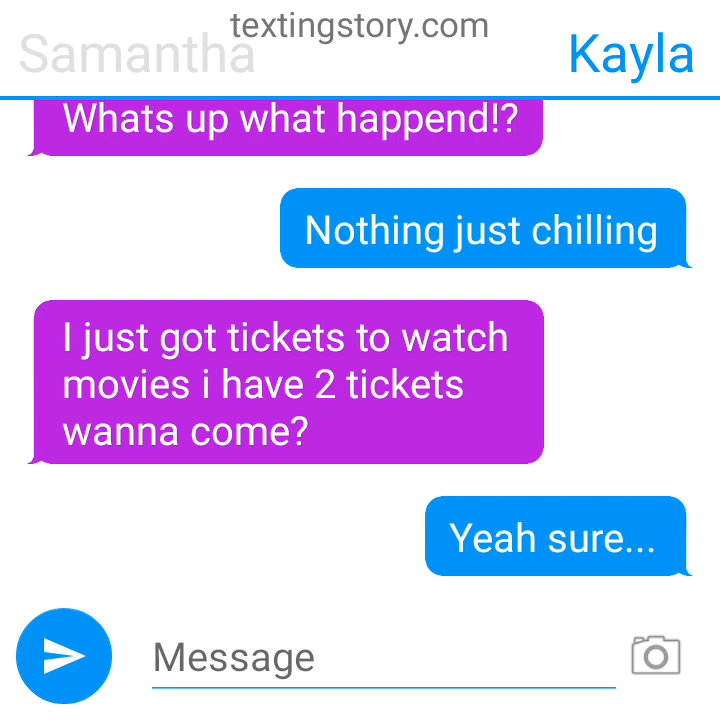 textingstory.com
Samantha
Kayla
Whats up what happend!?
Nothing just chilling
I just got tickets to watch
movies i have 2 tickets
wanna come?
Yeah sure...
Message